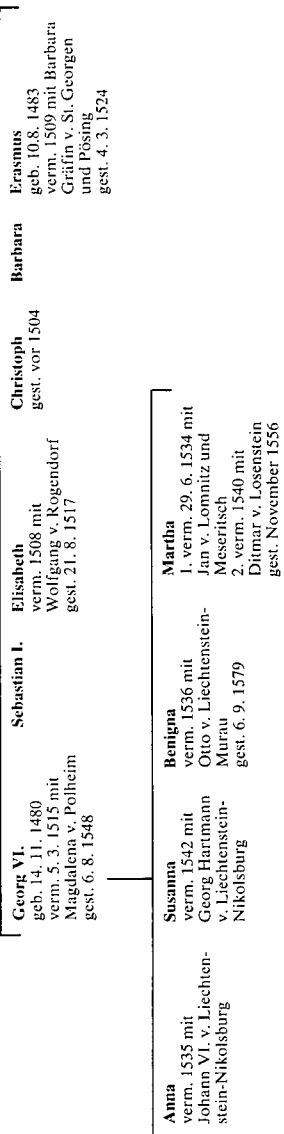 Georg VI.
geb. 14. 11. 1480
verm. 5. 3. 1515 mit
Magdalena v. Polheim
gest. 6. 8. 1548
Sebastian I.
Elisabeth
verm. 1508 mit
Wolfgang v. Rogendorf
gest. 21. 8. 1517
Christoph
gest. vor 1504
Barbara
Erasmus
geb. 10.8. 1483
verm. 1509 mit Barbara
Gräfin v. St. Georgen
und Pösing
gest. 4. 3. 1524
Anna
verm. 1535 mit
Johann VI. v. Liechten-
stein-Nikolsburg
Susanna
verm. 1542 mit
Georg Hartmann
v. Liechtenstein-
Nikolsburg
Benigna
verm. 1536 mit
Otto v. Liechtenstein-
Murau
gest. 6. 9. 1579
Martha
1. verm. 29. 6. 1534 mit
Jan v. Lomnitz und
Meseritsch
2. verm. 1540 mit
Ditmar v. Losenstein
gest. November 1556